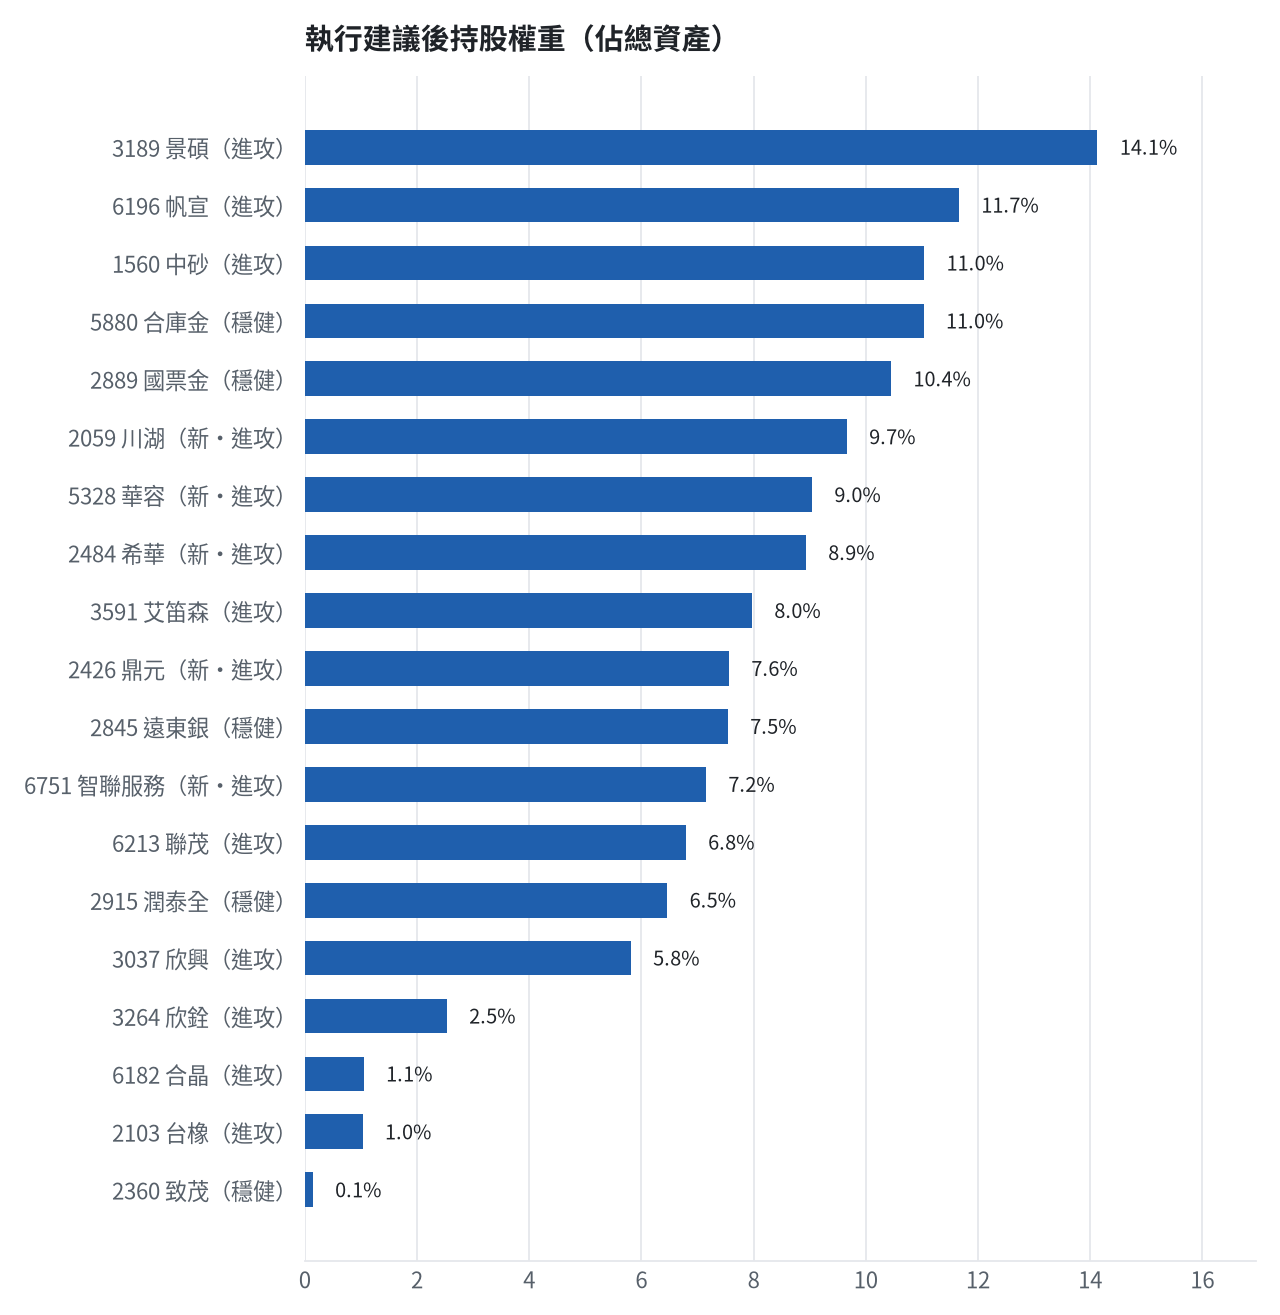 執行建議後持股權重（佔總資產）
3189 景碩（進攻） 14.1%
6196 帆宣（進攻） 11.7%
1560 中砂（進攻） 11.0%
5880 合庫金（穩健） 11.0%
2889 國票金（穩健） 10.4%
2059 川湖（新・進攻） 9.7%
5328 華容（新・進攻） 9.0%
2484 希華（新・進攻） 8.9%
3591 艾笛森（進攻） 8.0%
2426 鼎元（新・進攻） 7.6%
2845 遠東銀（穩健） 7.5%
6751 智聯服務（新・進攻） 7.2%
6213 聯茂（進攻） 6.8%
2915 潤泰全（穩健） 6.5%
3037 欣興（進攻） 5.8%
3264 欣銓（進攻） 2.5%
6182 合晶（進攻） 1.1%
2103 台橡（進攻） 1.0%
2360 致茂（穩健） 0.1%
0 2 4 6 8 10 12 14 16